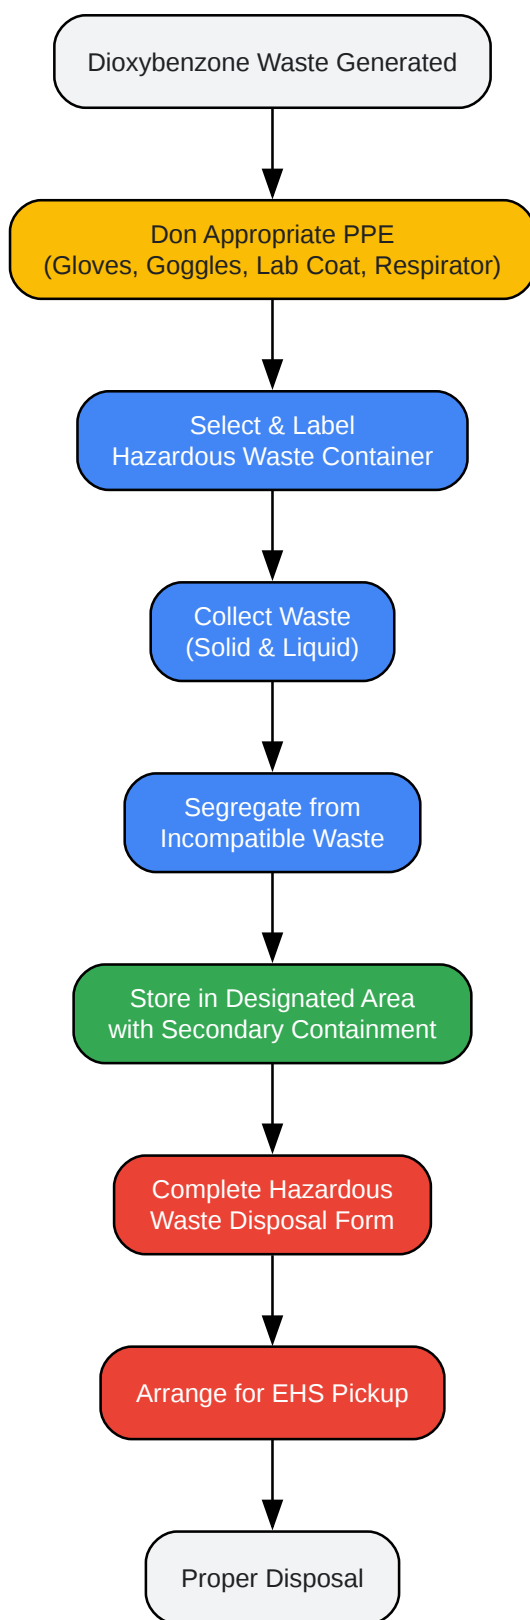 Dioxybenzone Waste Generated
Don Appropriate PPE
(Gloves, Goggles, Lab Coat, Respirator)
Select & Label
Hazardous Waste Container
Collect Waste
(Solid & Liquid)
Segregate from
Incompatible Waste
Store in Designated Area
with Secondary Containment
Complete Hazardous
Waste Disposal Form
Arrange for EHS Pickup
Proper Disposal